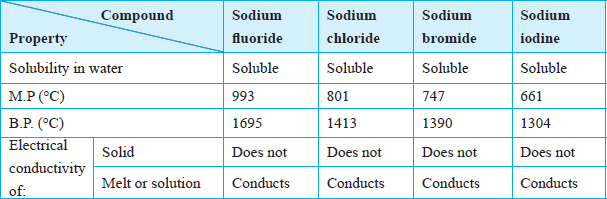 Compound Sodium Sodium Sodium Sodium
Property fluoride chloride bromide iodine
Solubility in water Soluble Soluble Soluble Soluble
M.P (°C) 993 801 747 661
B.P. (°C) 1695 1413 1390 1304
Electrical conductivity of: Solid Does not Does not Does not Does not
Melt or solution Conducts Conducts Conducts Conducts